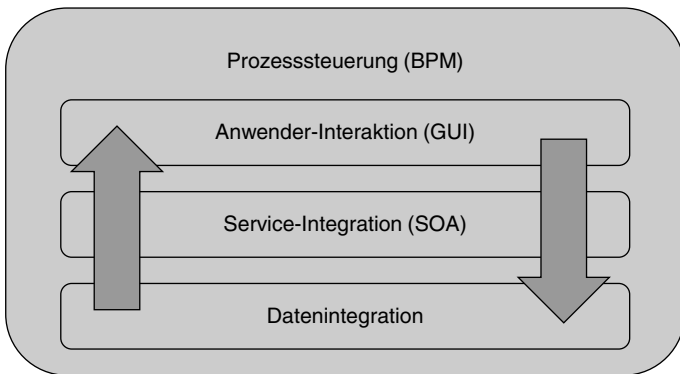 Prozesssteuerung (BPM)
Anwender-Interaktion (GUI)
Service-Integration (SOA)
Datenintegration